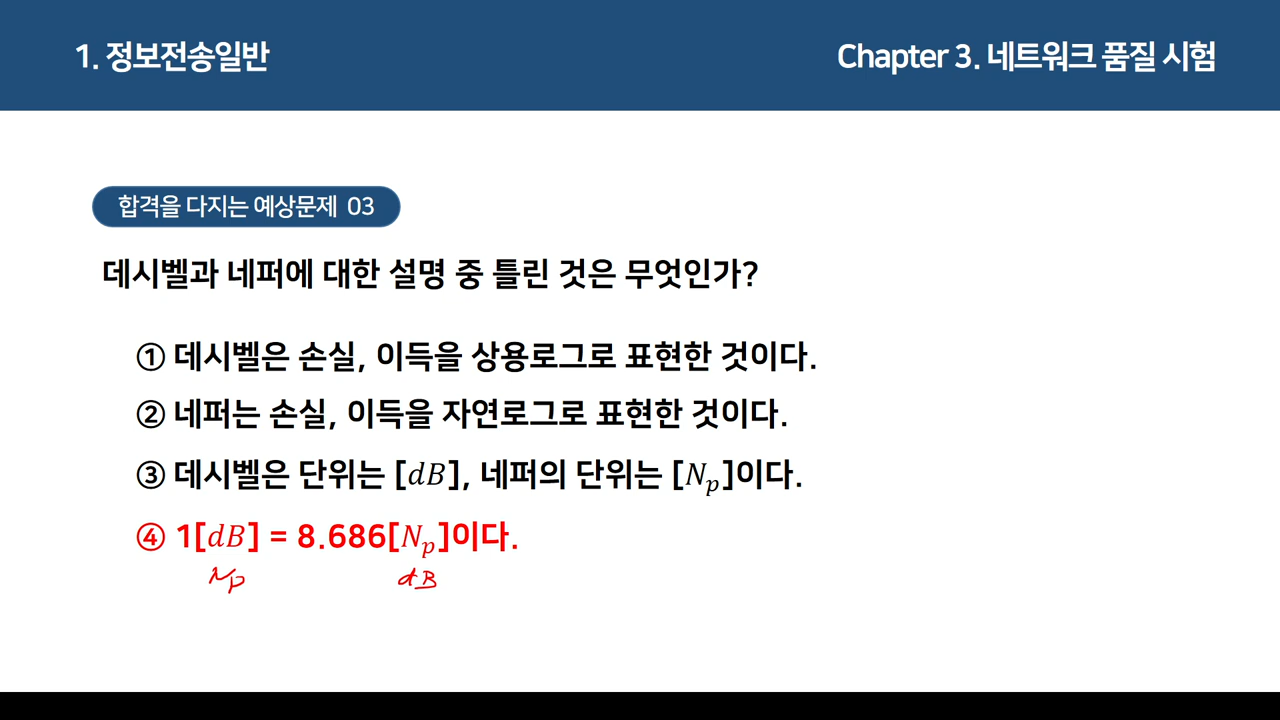 1. 정보전송일반
Chapter 3. 네트워크 품질 시험
합격을 다지는 예상문제 03
데시벨과 네퍼에 대한 설명 중 틀린 것은 무엇인가?
① 데시벨은 손실, 이득을 상용로그로 표현한 것이다.
② 네퍼는 손실, 이득을 자연로그로 표현한 것이다.
③ 데시벨은 단위는 [dB], 네퍼의 단위는 [Np]이다.
④ 1[dB] = 8.686[Np]이다.
Np dB